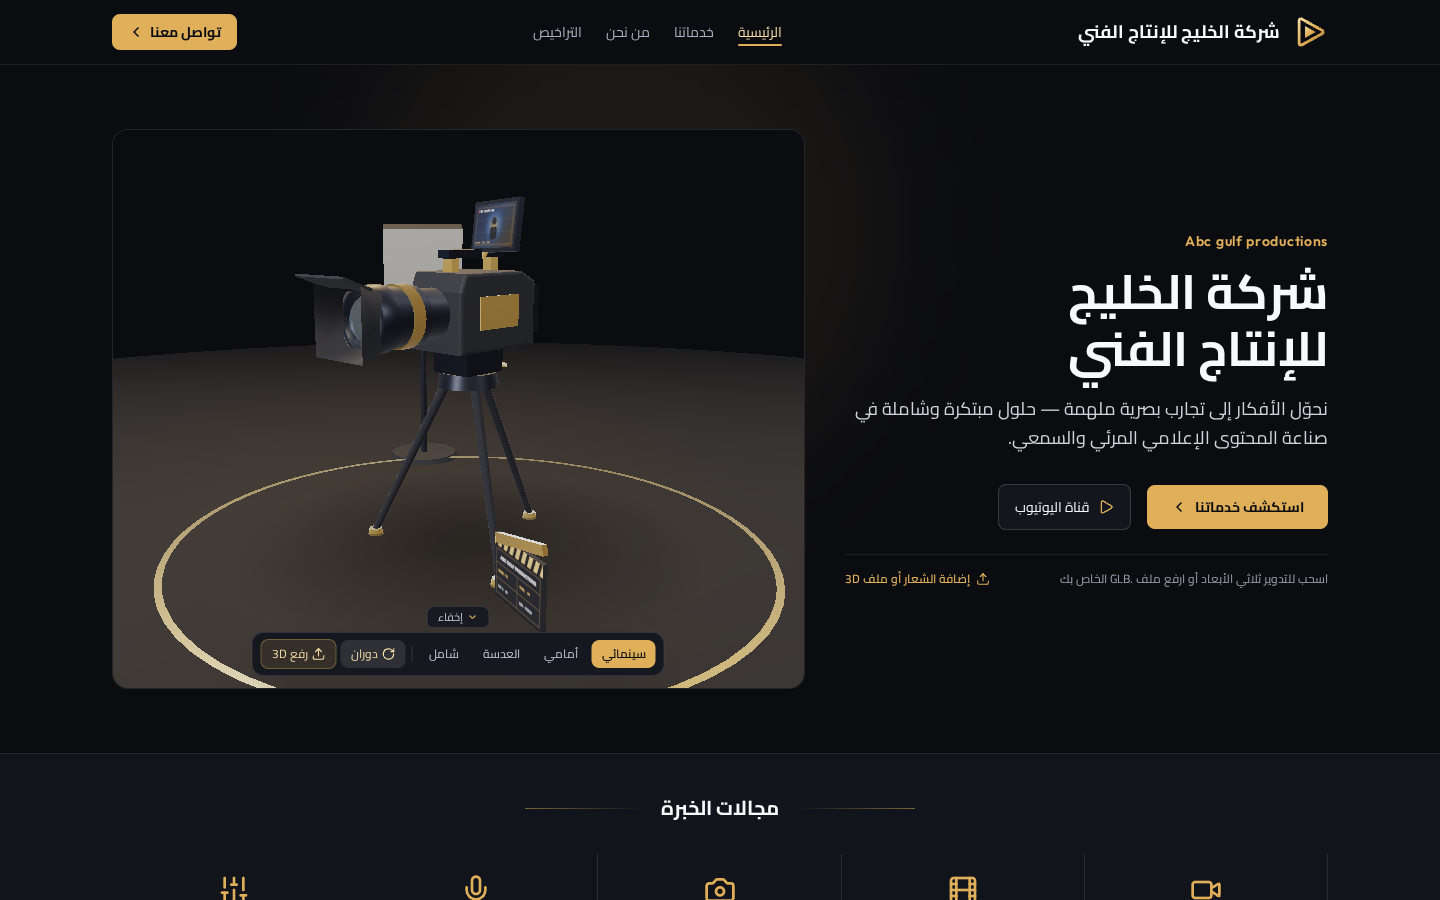 شركة الخليج للإنتاج الفني
الرئيسية
خدماتنا
من نحن
التراخيص
تواصل معنا
Abc gulf productions
شركة الخليج
للإنتاج الفني
نحوّل الأفكار إلى تجارب بصرية ملهمة — حلول مبتكرة وشاملة في
صناعة المحتوى الإعلامي المرئي والسمعي.
استكشف خدماتنا
قناة اليوتيوب
اسحب للتدوير ثلاثي الأبعاد أو ارفع ملف .GLB الخاص بك
إضافة الشعار أو ملف 3D
إخفاء
سينمائي
أمامي
العدسة
شامل
دوران
رفع 3D
مجالات الخبرة